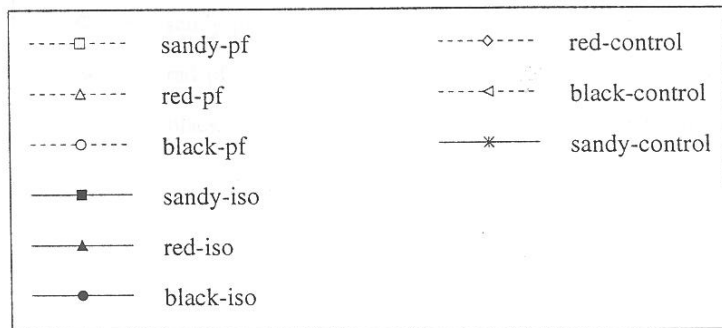 sandy-pf
red-pf
black-pf
sandy-iso
red-iso
black-iso
red-control
black-control
sandy-control